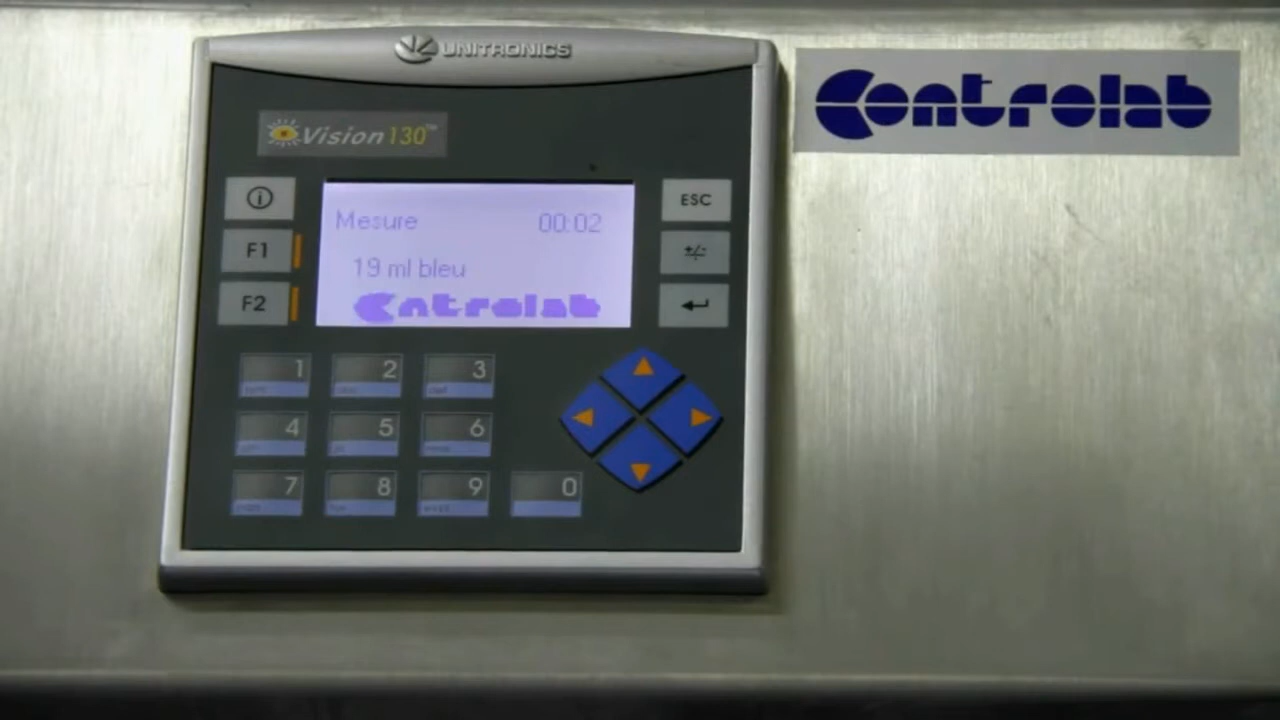 UNITRONICS
Controlab
Vision130™
Mesure 00:02
19 ml bleu
Controlab
ESC
F1
+/-
F2
1 2 3
4 5 6
7 8 9 0